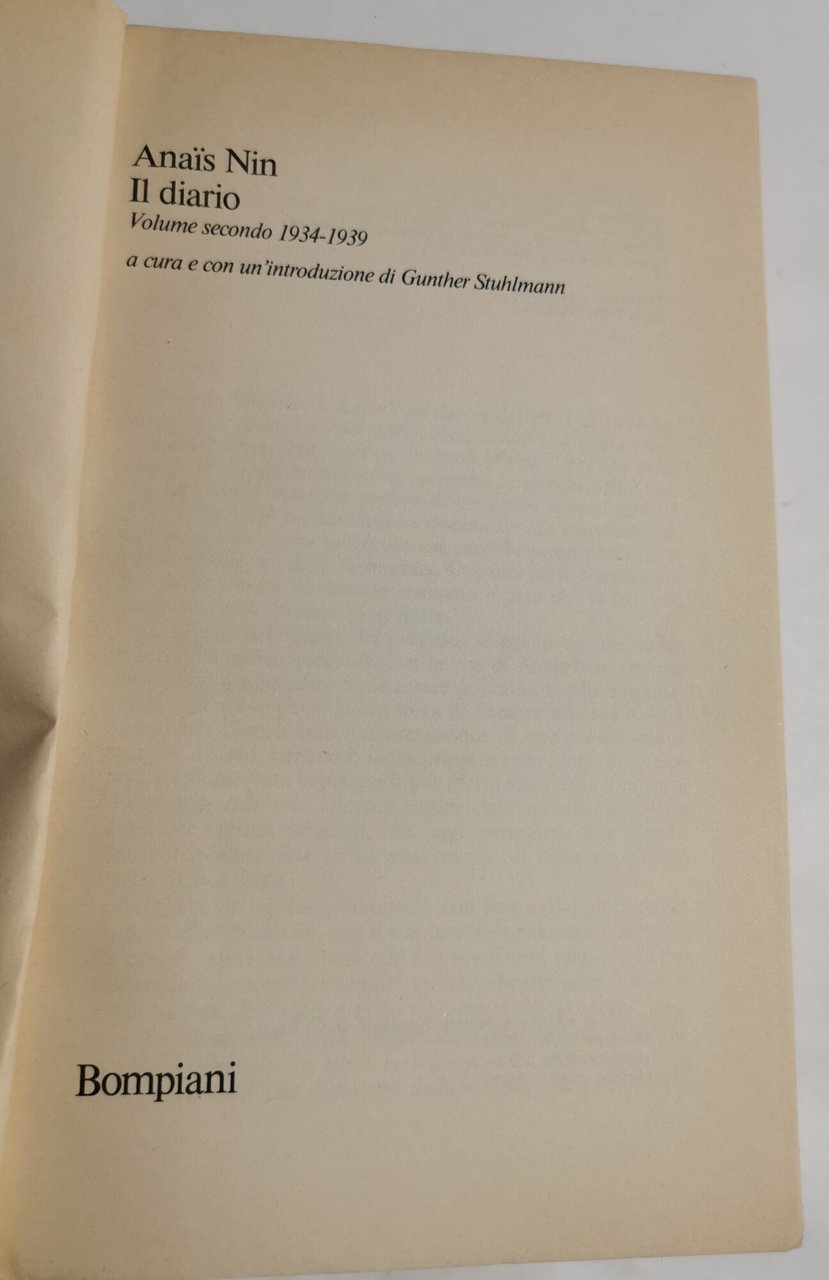 Anaïs Nin
Il diario
Volume secondo 1934-1939
a cura e con un'introduzione di Gunther Stuhlmann
Bompiani